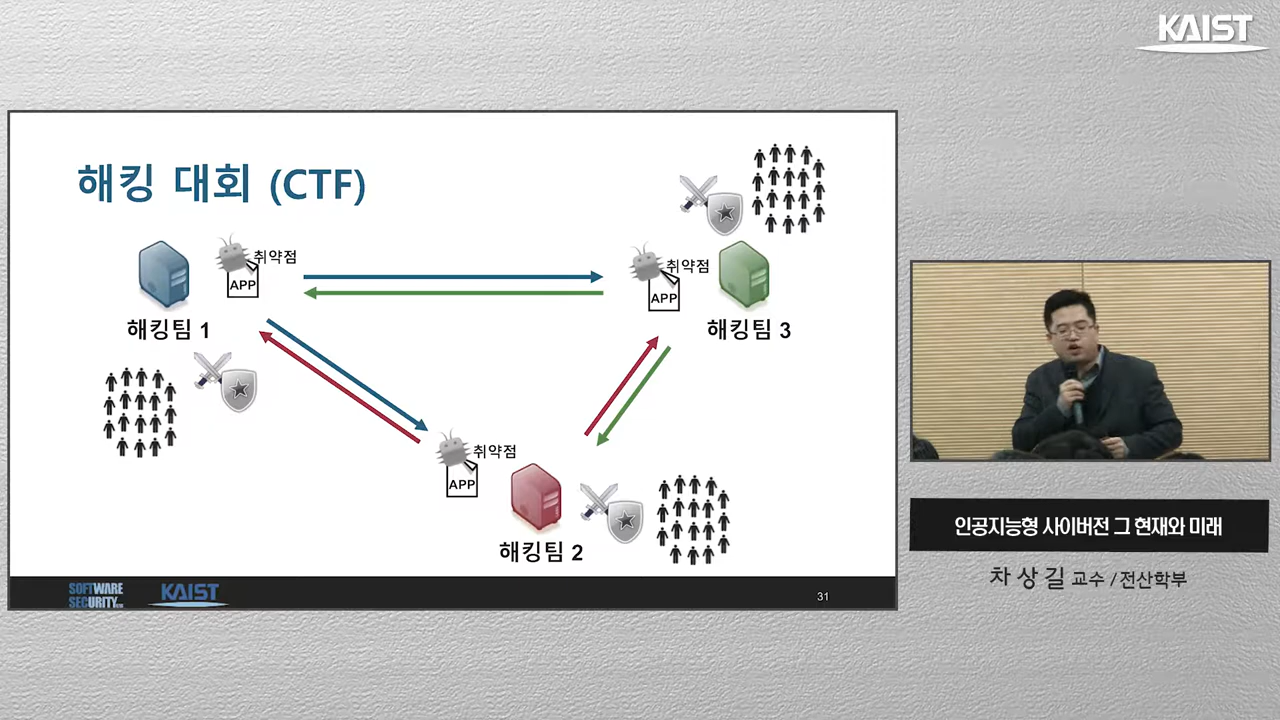 KAIST
해킹 대회 (CTF)
취약점
APP
해킹팀 1
취약점
APP
해킹팀 3
취약점
APP
해킹팀 2
SOFTWARE
SECURITY
KAIST
31
인공지능형 사이버전 그 현재와 미래
차상길 교수 / 전산학부